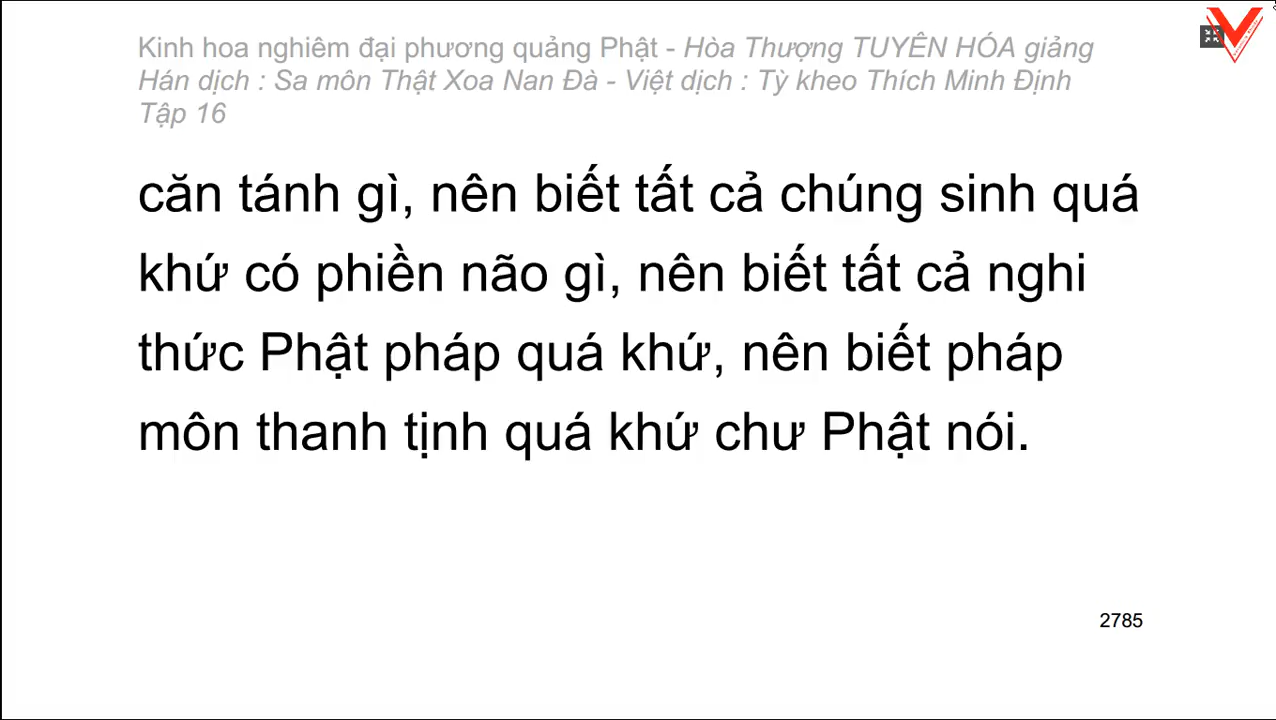 Kinh hoa nghiêm đại phương quảng Phật - Hòa Thượng TUYÊN HÓA giảng
Hán dịch : Sa môn Thật Xoa Nan Đà - Việt dịch : Tỳ kheo Thích Minh Định
Tập 16
căn tánh gì, nên biết tất cả chúng sinh quá
khứ có phiền não gì, nên biết tất cả nghi
thức Phật pháp quá khứ, nên biết pháp
môn thanh tịnh quá khứ chư Phật nói.
2785